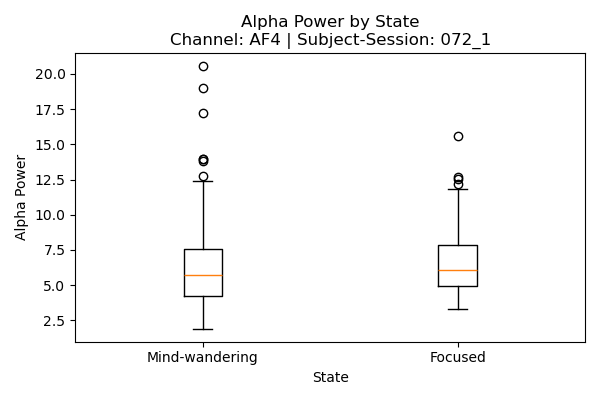 Alpha Power by State
Channel: AF4 | Subject-Session: 072_1
20.0
17.5
15.0
12.5
10.0
7.5
5.0
2.5
Alpha Power
Mind-wandering
Focused
State